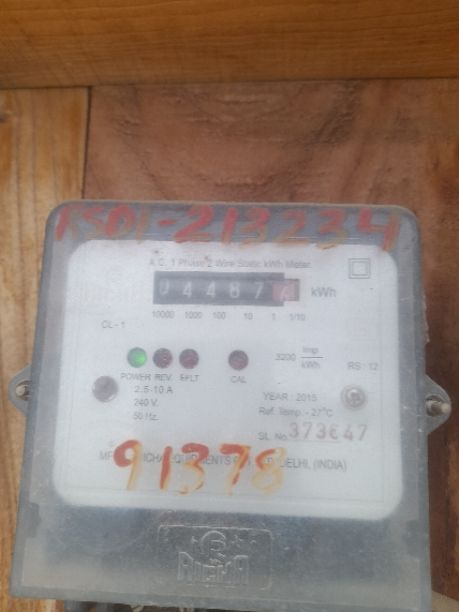 RS01-213234
A.C. 1 Phase 2 Wire Static kWh Meter.
04487 kWh
10000 1000 100 10 1 1/10
CL-1
3200 imp/kWh
POWER REV. E/LT CAL RS : 12
2.5-10 A
240 V.
50 Hz.
YEAR : 2015
Ref. Temp : -27°C
SL. No. 373647
91378
DELHI, (INDIA)